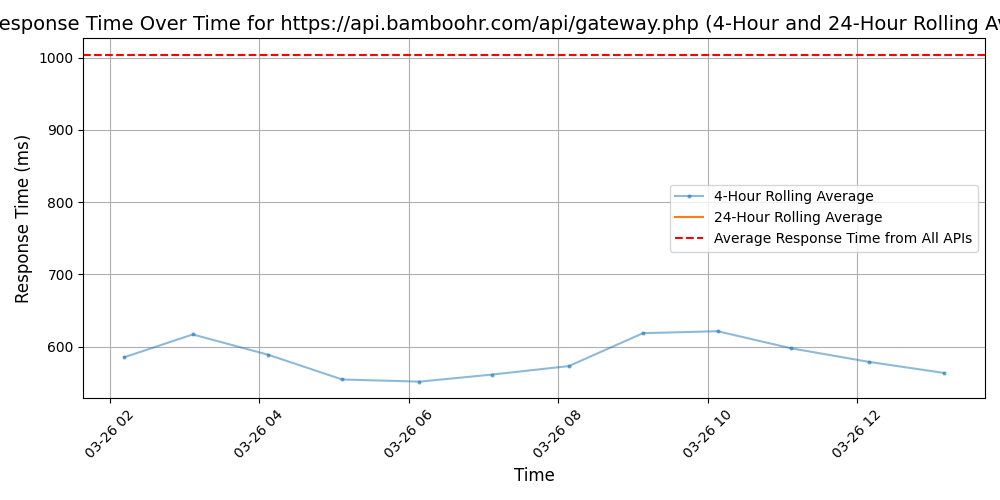 esponse Time Over Time for https://api.bamboohr.com/api/gateway.php (4-Hour and 24-Hour Rolling Av
Response Time (ms)
1000
900
800
700
600
4-Hour Rolling Average
24-Hour Rolling Average
Average Response Time from All APIs
03-26 02
03-26 04
03-26 06
03-26 08
03-26 10
03-26 12
Time